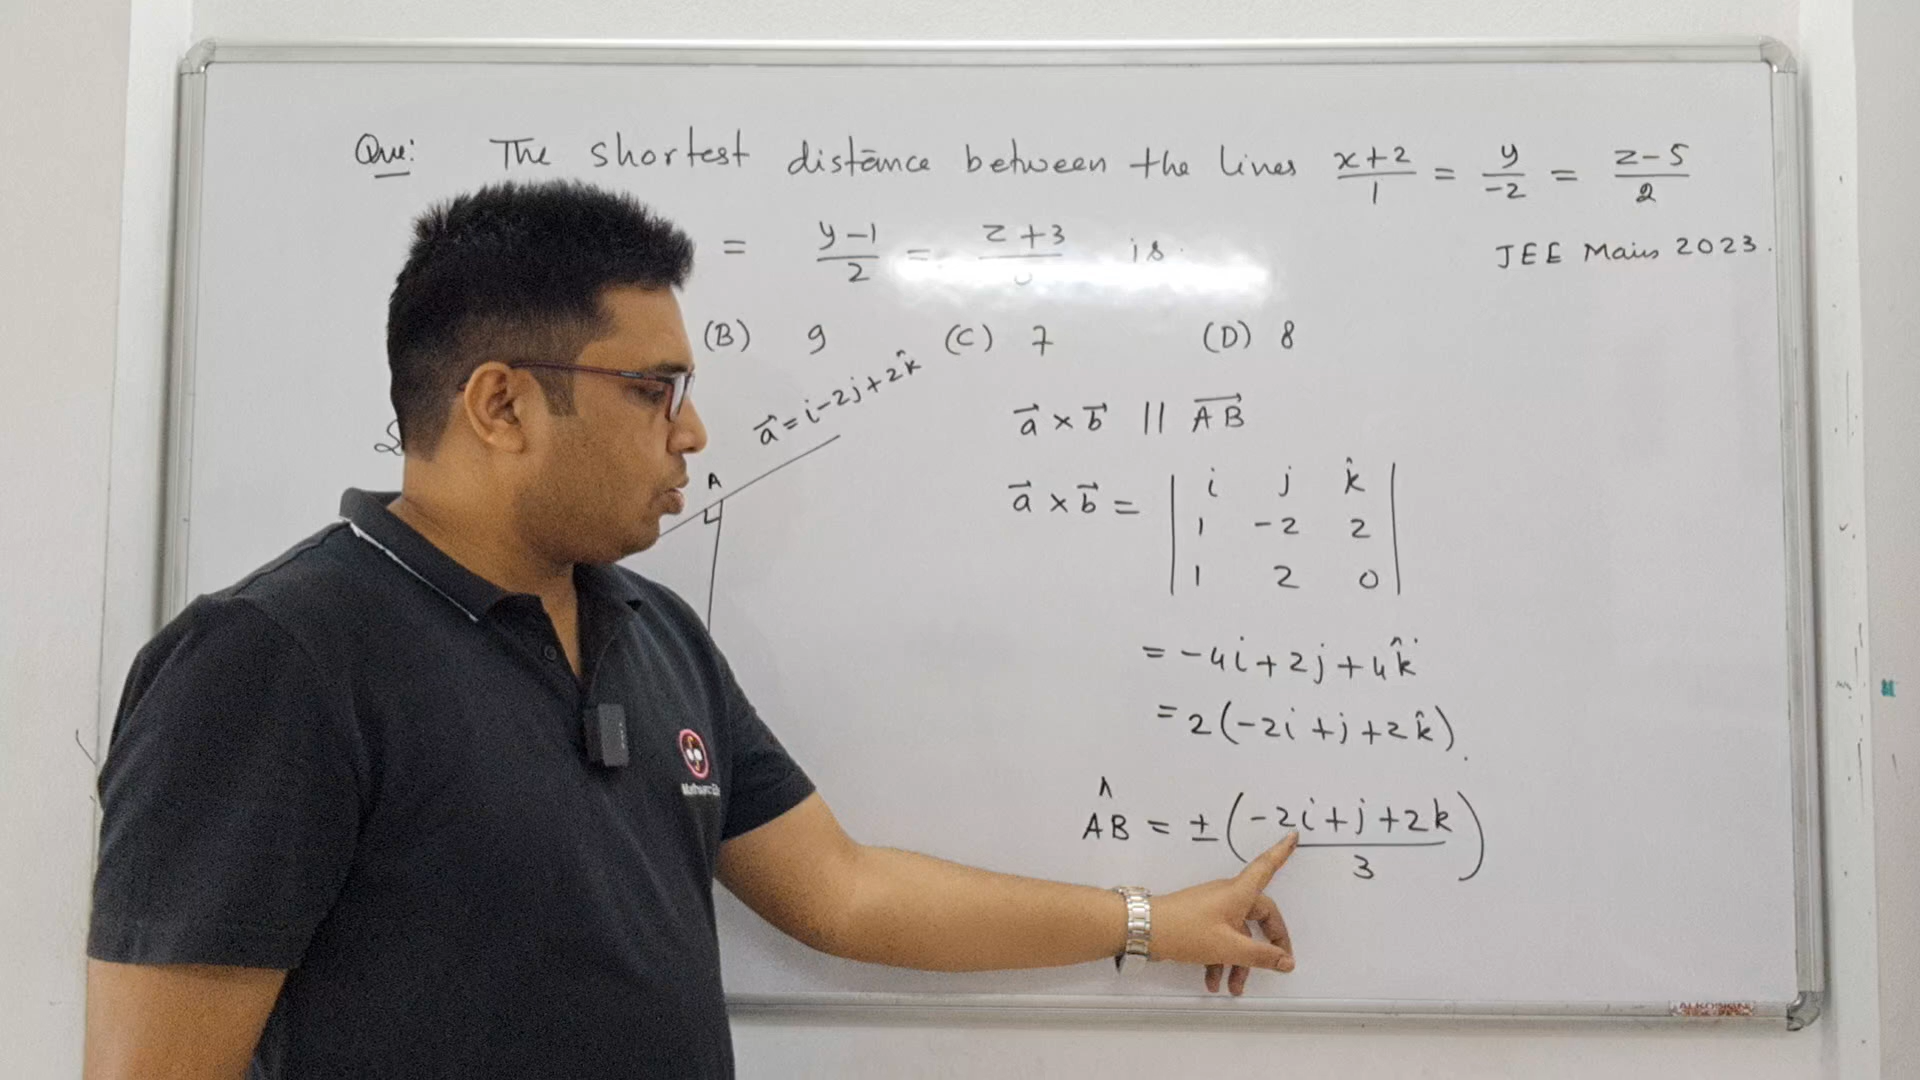 Que: The shortest distance between the lines x+2/1 = y/-2 = z-5/2
= y-1/2 = z+3/0 is
JEE Mains 2023.
(B) 9 (C) 7 (D) 8
a⃗ = i-2j+2k̂
A
a⃗ × b⃗ || A⃗B⃗
a⃗ × b⃗ = | i j k̂ |
| 1 -2 2 |
| 1 2 0 |
= -4i+2j+4k̂
= 2(-2i+j+2k̂).
ÂB = ± (-2i+j+2k/3)